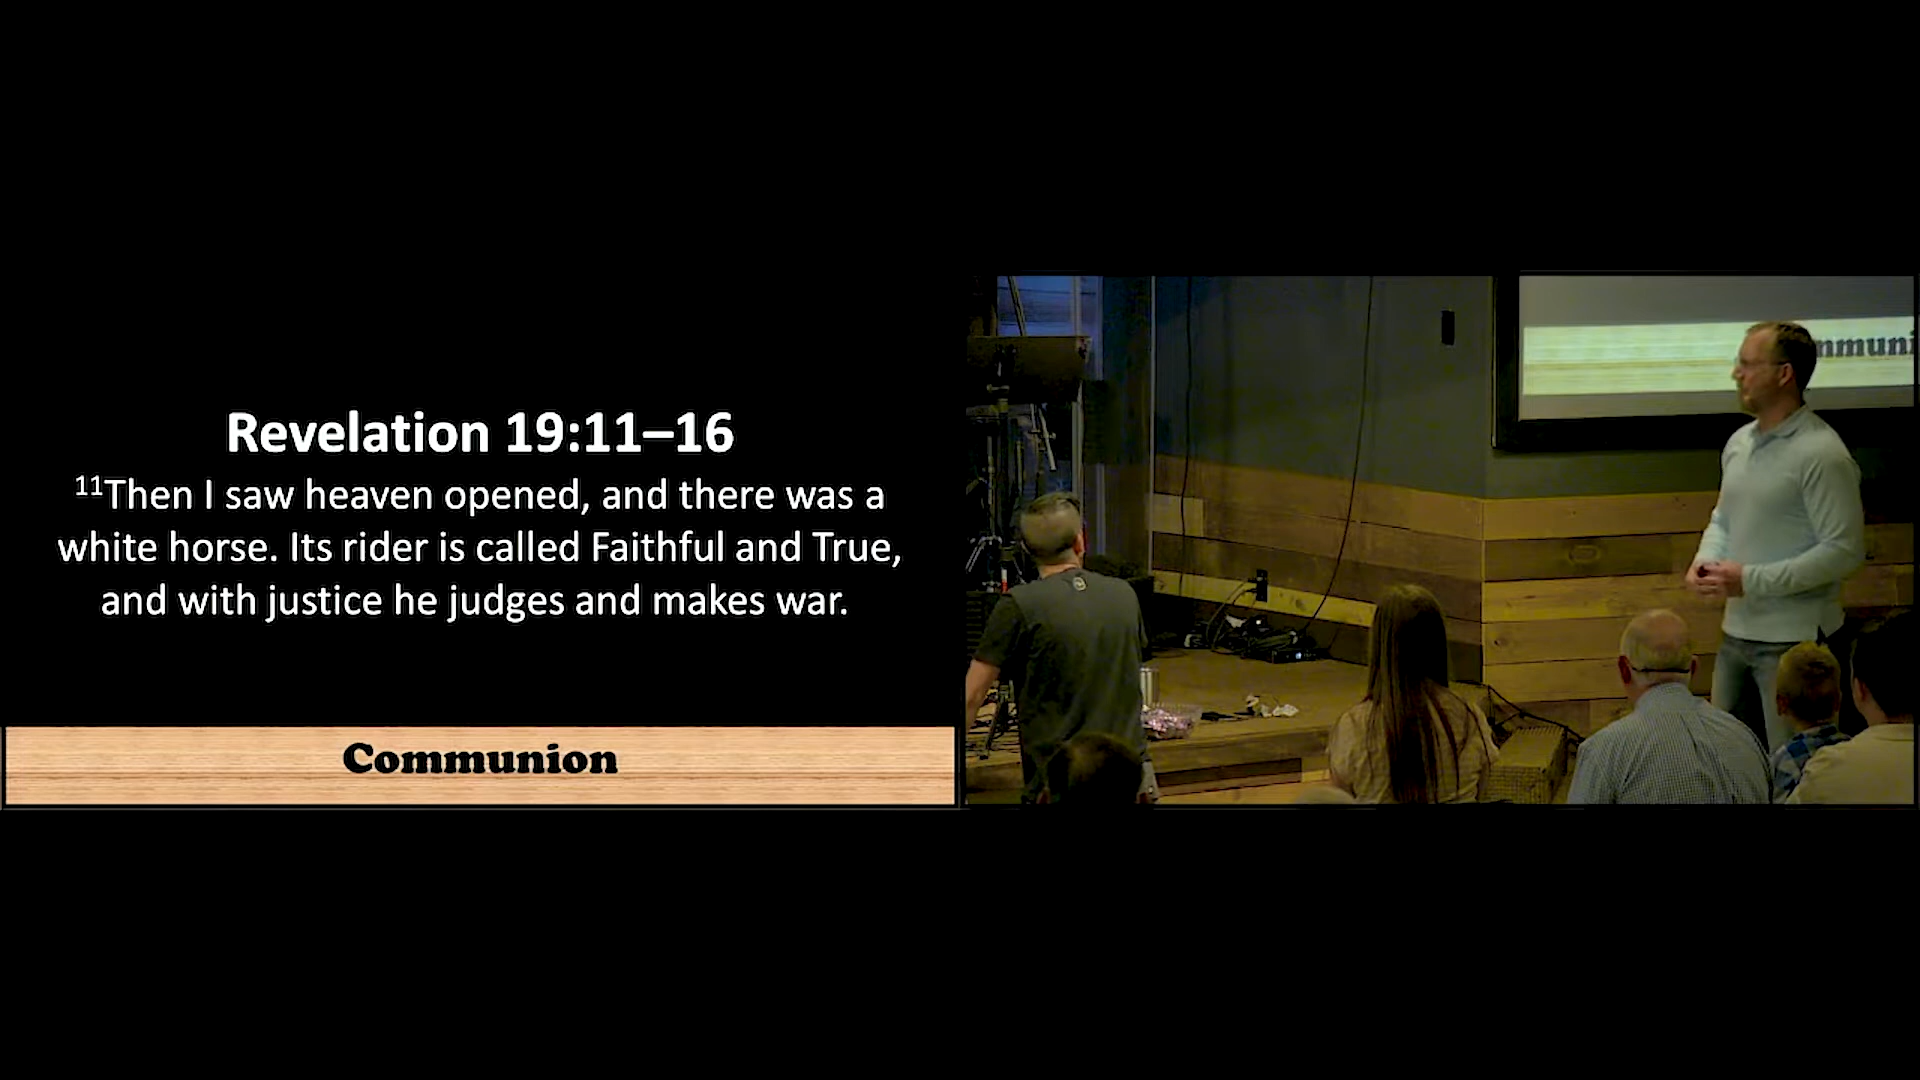 Revelation 19:11–16
¹¹Then I saw heaven opened, and there was a
white horse. Its rider is called Faithful and True,
and with justice he judges and makes war.
Communion